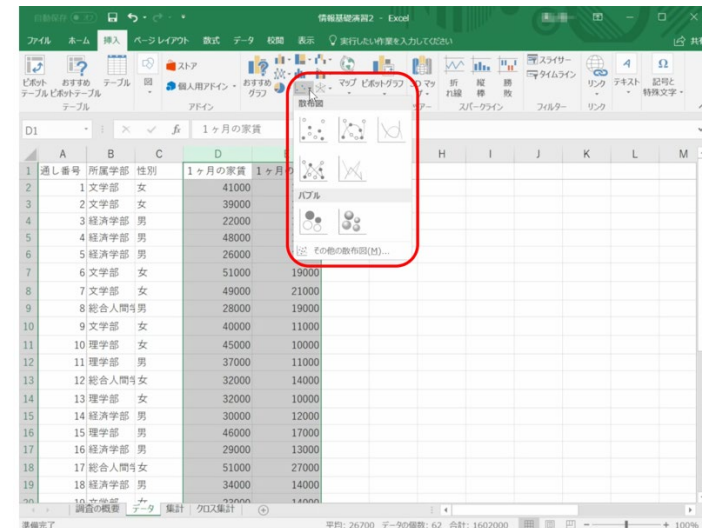 自動保存
情報基礎演習2 - Excel
ファイル ホーム 挿入 ページ レイアウト 数式 データ 校閲 表示 実行したい作業を入力してください 共有
ピボットテーブル おすすめピボットテーブル テーブル 図 ストア 個人用アドイン おすすめグラフ マップ ピボットグラフ 3D マップ 折れ線 縦棒 勝敗 スライサー タイムライン リンク テキスト 記号と特殊文字
テーブル アドイン スパークライン フィルター リンク
散布図
バブル
その他の散布図(M)...
D1 fx 1ヶ月の家賃
A B C D H I J K L M
1 通し番号 所属学部 性別 1ヶ月の家賃 1ヶ月の
2 1 文学部 女 41000
3 2 文学部 女 39000
4 3 経済学部 男 22000
5 4 経済学部 男 48000
6 5 経済学部 男 26000
7 6 文学部 女 51000 19000
8 7 文学部 女 49000 21000
9 8 総合人間 男 28000 19000
10 9 文学部 女 40000 11000
11 10 理学部 女 45000 10000
12 11 理学部 男 37000 11000
13 12 総合人間 女 32000 14000
14 13 理学部 女 32000 10000
15 14 経済学部 男 30000 12000
16 15 理学部 男 46000 17000
17 16 経済学部 男 29000 13000
18 17 総合人間 女 51000 27000
19 18 経済学部 男 34000 14000
20 19 文学部 女 23000 14000
調査の概要 データ 集計 クロス集計
準備完了 平均: 26700 データの個数: 62 合計: 1602000 100%